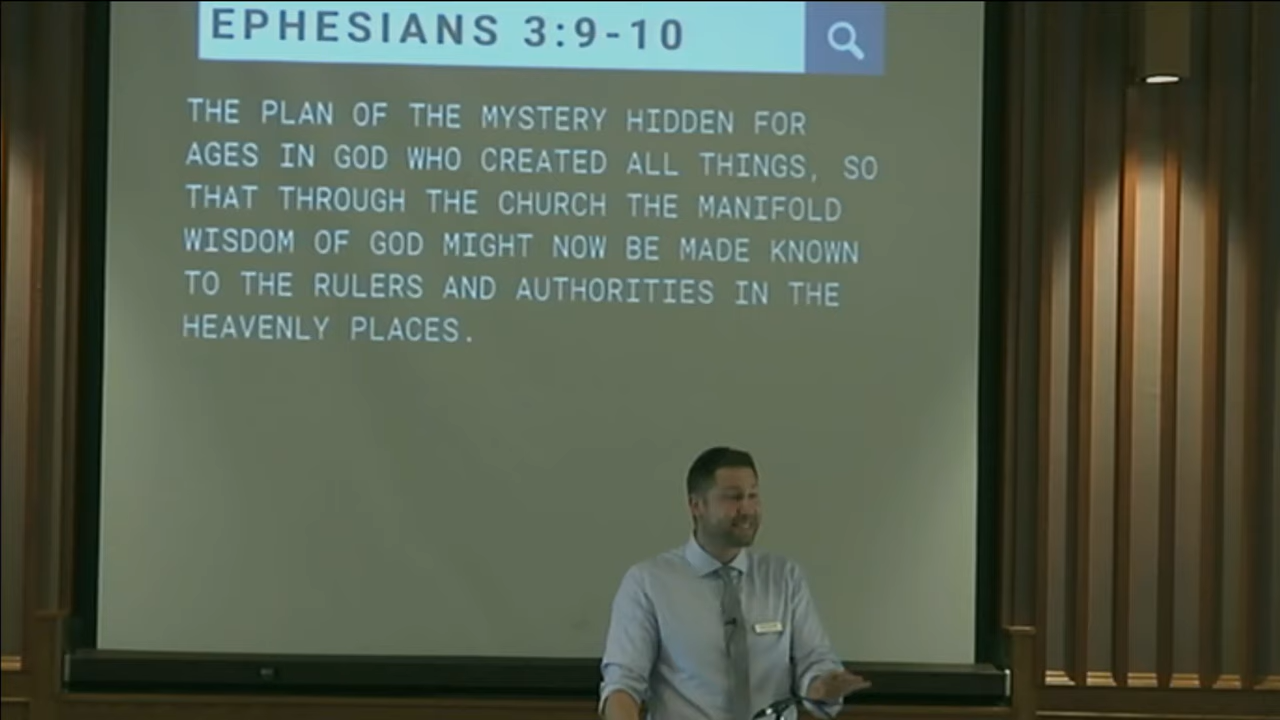 EPHESIANS 3:9-10
THE PLAN OF THE MYSTERY HIDDEN FOR
AGES IN GOD WHO CREATED ALL THINGS, SO
THAT THROUGH THE CHURCH THE MANIFOLD
WISDOM OF GOD MIGHT NOW BE MADE KNOWN
TO THE RULERS AND AUTHORITIES IN THE
HEAVENLY PLACES.